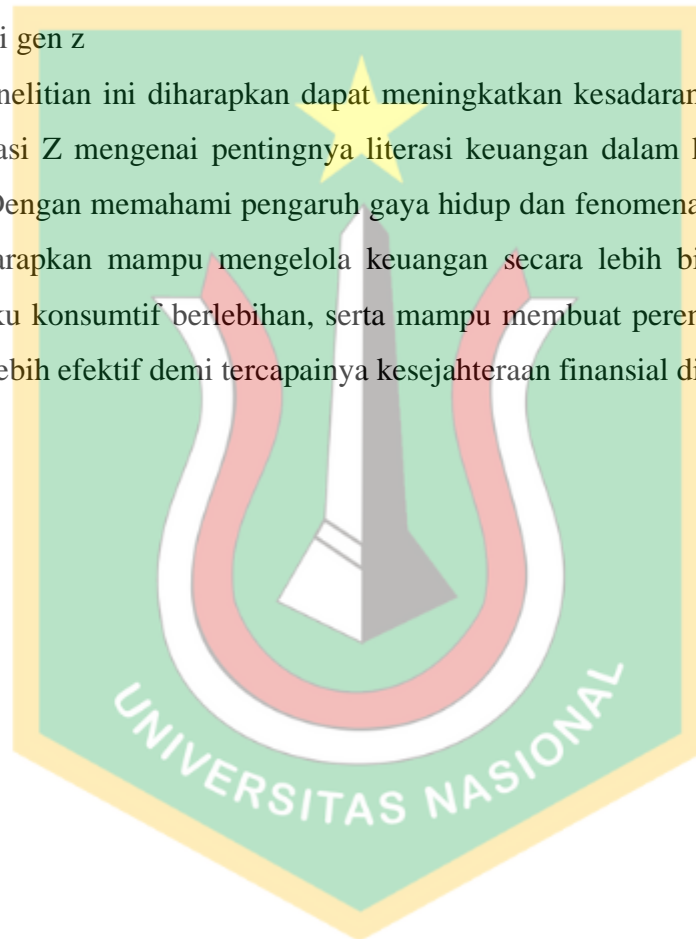 i gen z
nelitian ini diharapkan dapat meningkatkan kesadaran
asi Z mengenai pentingnya literasi keuangan dalam
Dengan memahami pengaruh gaya hidup dan fenomena
arapkan mampu mengelola keuangan secara lebih bi
ku konsumtif berlebihan, serta mampu membuat peren
ebih efektif demi tercapainya kesejahteraan finansial di
UNIVERSITAS NASIONAL